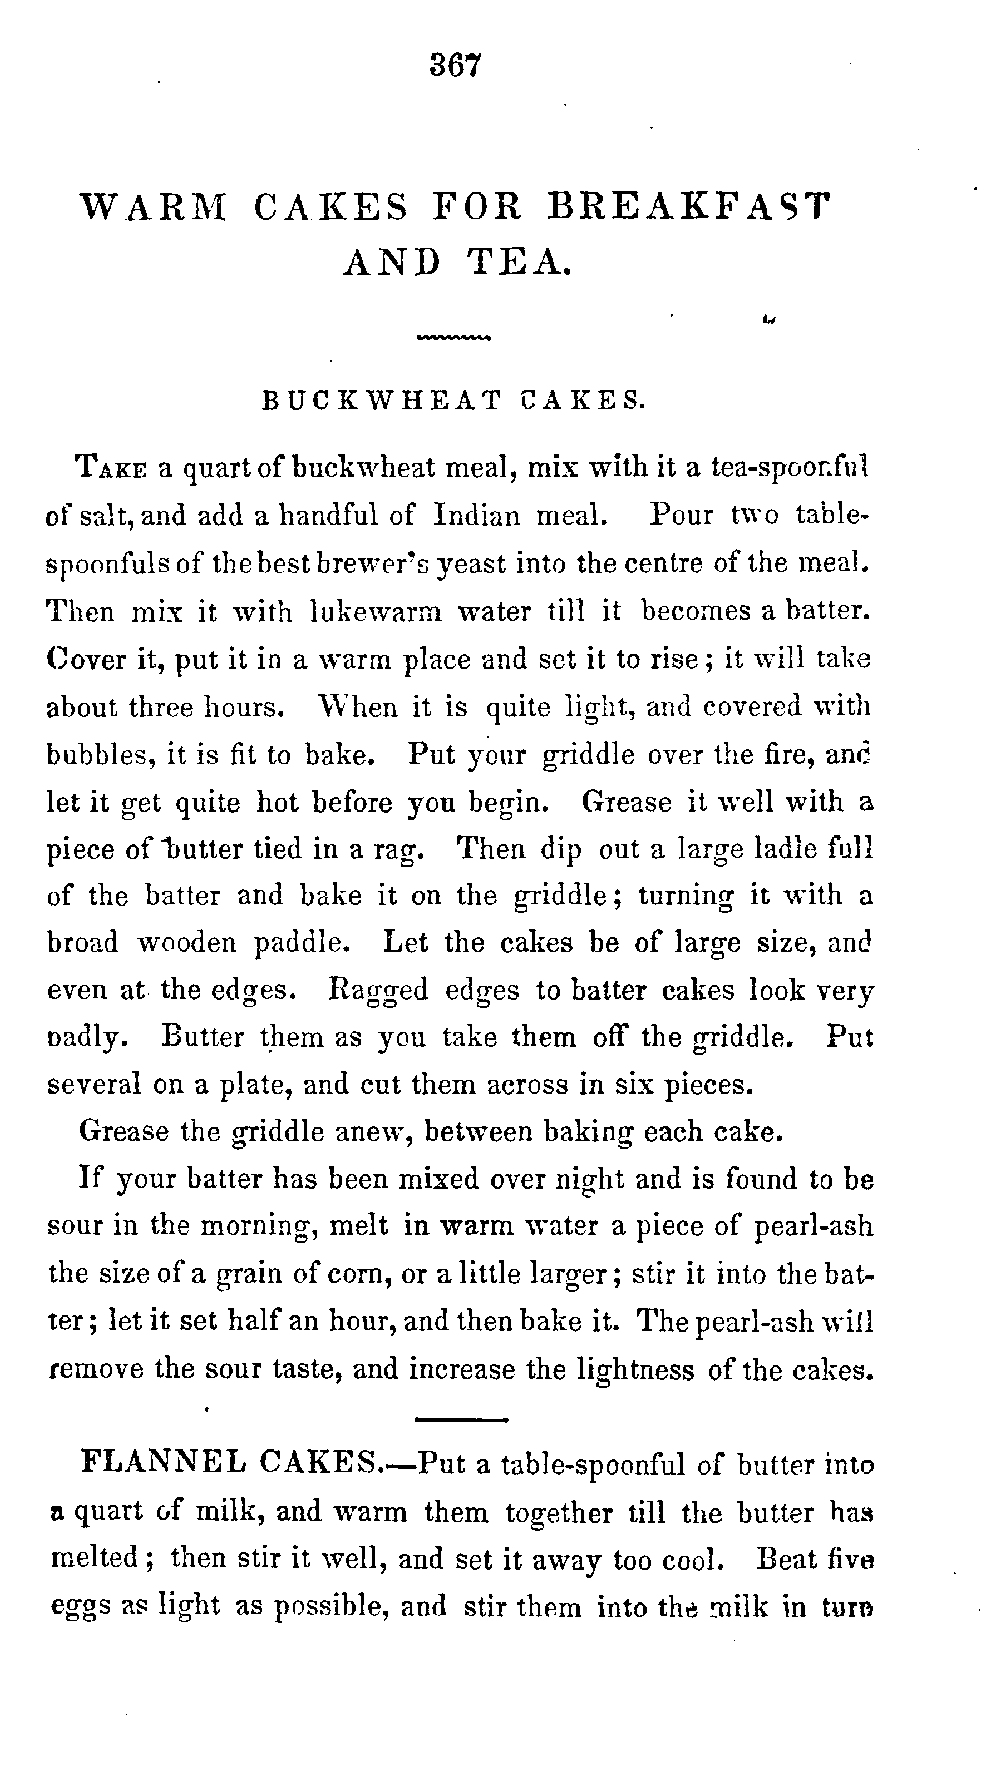 367
WARM CAKES FOR BREAKFAST
AND TEA.
BUCKWHEAT CAKES.
TAKE a quart of buckwheat meal, mix with it a tea-spoonful
of salt, and add a handful of Indian meal. Pour two table-
spoonfuls of the best brewer's yeast into the centre of the meal.
Then mix it with lukewarm water till it becomes a batter.
Cover it, put it in a warm place and set it to rise; it will take
about three hours. When it is quite light, and covered with
bubbles, it is fit to bake. Put your griddle over the fire, and
let it get quite hot before you begin. Grease it well with a
piece of butter tied in a rag. Then dip out a large ladle full
of the batter and bake it on the griddle; turning it with a
broad wooden paddle. Let the cakes be of large size, and
even at the edges. Ragged edges to batter cakes look very
badly. Butter them as you take them off the griddle. Put
several on a plate, and cut them across in six pieces.
Grease the griddle anew, between baking each cake.
If your batter has been mixed over night and is found to be
sour in the morning, melt in warm water a piece of pearl-ash
the size of a grain of corn, or a little larger; stir it into the bat-
ter; let it set half an hour, and then bake it. The pearl-ash will
remove the sour taste, and increase the lightness of the cakes.
FLANNEL CAKES.—Put a table-spoonful of butter into
a quart of milk, and warm them together till the butter has
melted; then stir it well, and set it away too cool. Beat five
eggs as light as possible, and stir them into the milk in turn